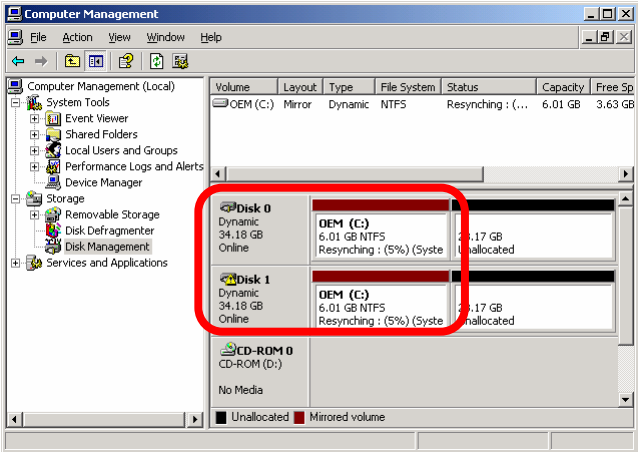 Computer Management
File Action View Window Help
Computer Management (Local)
System Tools
Event Viewer
Shared Folders
Local Users and Groups
Performance Logs and Alerts
Device Manager
Storage
Removable Storage
Disk Defragmenter
Disk Management
Services and Applications
Volume Layout Type File System Status Capacity Free Sp
OEM (C:) Mirror Dynamic NTFS Resynching : (... 6.01 GB 3.63 GB
Disk 0
Dynamic
34.18 GB
Online
OEM (C:)
6.01 GB NTFS
Resynching : (5%) (Syste
.17 GB
Unallocated
Disk 1
Dynamic
34.18 GB
Online
OEM (C:)
6.01 GB NTFS
Resynching : (5%) (Syste
.17 GB
nallocated
CD-ROM 0
CD-ROM (D:)
No Media
Unallocated Mirrored volume